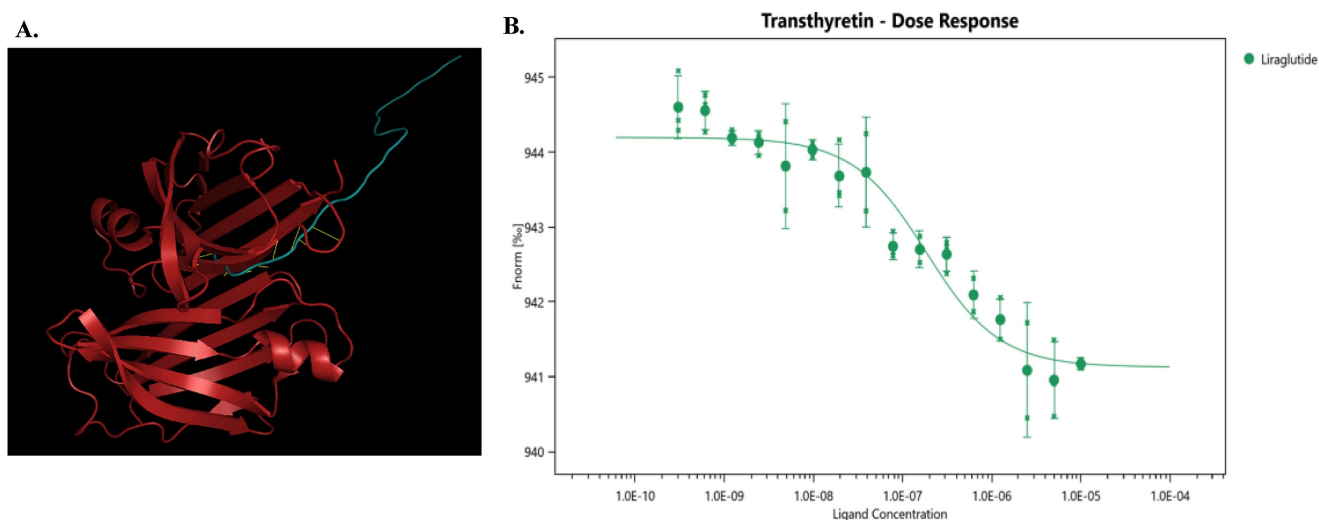 A.
B.
Transthyretin - Dose Response
Liraglutide
945
944
943
942
941
940
Fnorm [‰]
1.0E-10
1.0E-09
1.0E-08
1.0E-07
1.0E-06
1.0E-05
1.0E-04
Ligand Concentration